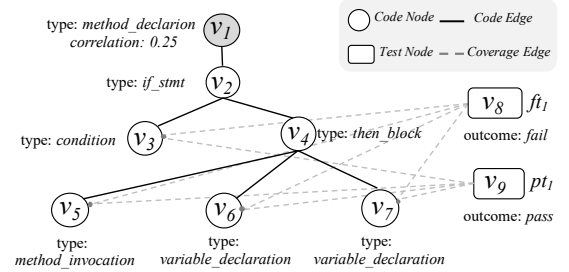 type: method_declarion
correlation: 0.25
v1
Code Node
Code Edge
Test Node
Coverage Edge
type: if_stmt
v2
type: condition
v3
v4
type: then_block
v8
ft1
outcome: fail
v9
pt1
outcome: pass
v5
v6
v7
type:
method_invocation
type:
variable_declaration
type:
variable_declaration